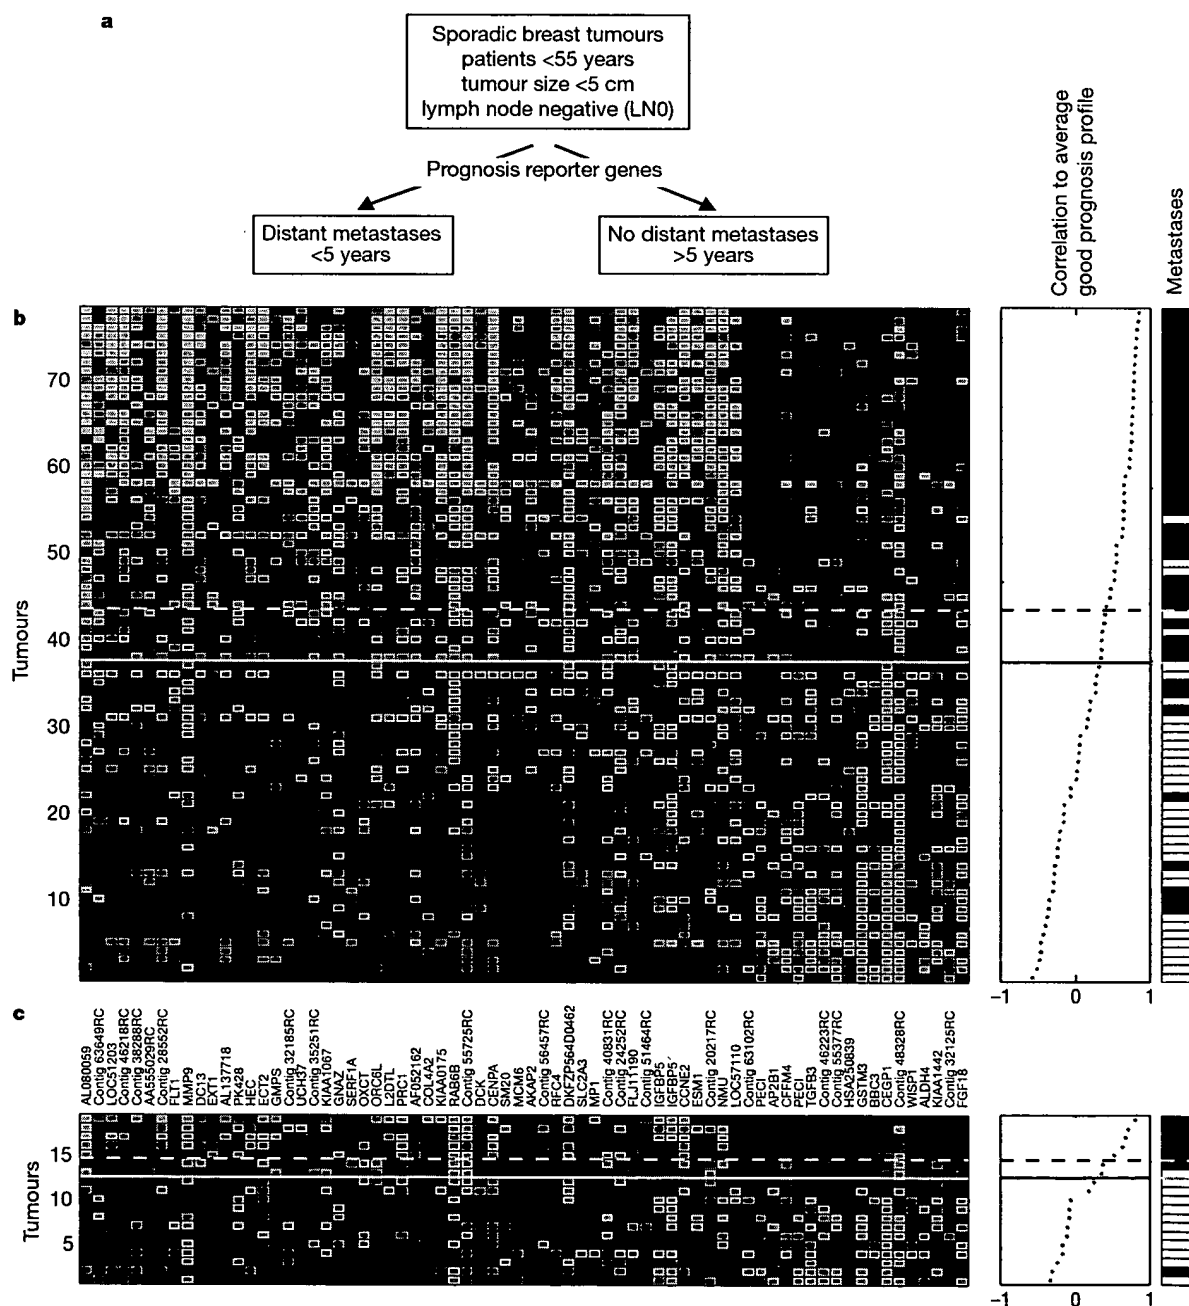 a
Sporadic breast tumours
patients <55 years
tumour size <5 cm
lymph node negative (LN0)
Prognosis reporter genes
Distant metastases
<5 years
No distant metastases
>5 years
Correlation to average
good prognosis profile
Metastases
b
Tumours
70
60
50
40
30
20
10
−1
0
1
c
AL080059
Contig 63649RC
LOC51203
Contig 46218RC
Contig 38288RC
AA555029RC
Contig 28552RC
FLT1
MMP9
DC13
EXT1
AL137718
PK428
HEC
ECT2
GMPS
Contig 32185RC
UCH37
Contig 35251RC
KIAA1067
GNAZ
SERF1A
OXCT
ORC6L
L2DTL
PRC1
AF052162
COL4A2
KIAA0175
RAB6B
Contig 55725RC
DCK
CENPA
SM20
MCM6
AKAP2
Contig 56457RC
RFC4
DKFZP564D0462
SLC2A3
MP1
Contig 40831RC
Contig 24252RC
FLJ11190
Contig 51464RC
IGFBP5
IGFBP5
CCNE2
ESM1
Contig 20217RC
NMU
LOC57110
Contig 63102RC
PECI
AP2B1
CFFM4
PECI
TGFB3
Contig 46223RC
Contig 55377RC
HSA250839
GSTM3
BBC3
CEGP1
Contig 48328RC
WISP1
ALDH4
KIAA1442
Contig 32125RC
FGF18
Tumours
15
10
5
−1
0
1